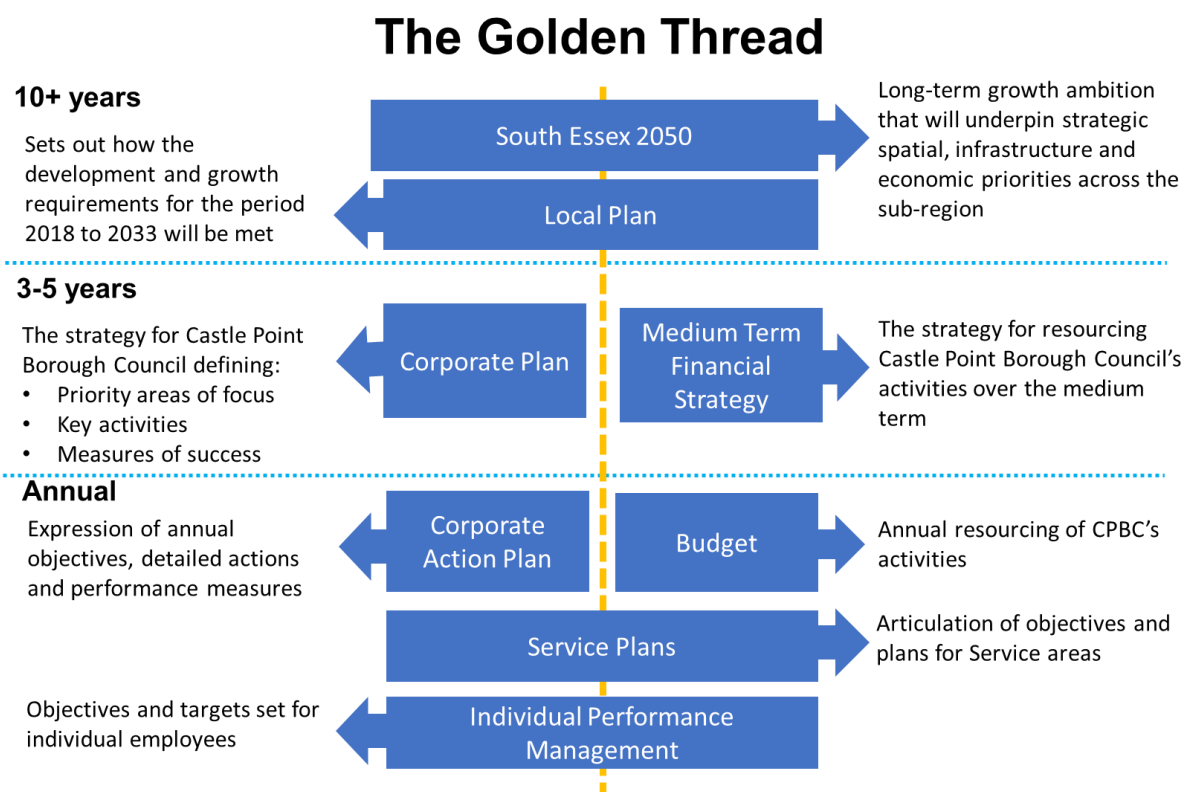 The Golden Thread
10+ years
Sets out how the
development and growth
requirements for the period
2018 to 2033 will be met
South Essex 2050
Local Plan
Long-term growth ambition
that will underpin strategic
spatial, infrastructure and
economic priorities across the
sub-region
3-5 years
The strategy for Castle Point
Borough Council defining:
• Priority areas of focus
• Key activities
• Measures of success
Corporate Plan
Medium Term
Financial
Strategy
The strategy for resourcing
Castle Point Borough Council’s
activities over the medium
term
Annual
Expression of annual
objectives, detailed actions
and performance measures
Corporate
Action Plan
Budget
Annual resourcing of CPBC’s
activities
Service Plans
Articulation of objectives and
plans for Service areas
Objectives and targets set for
individual employees
Individual Performance
Management